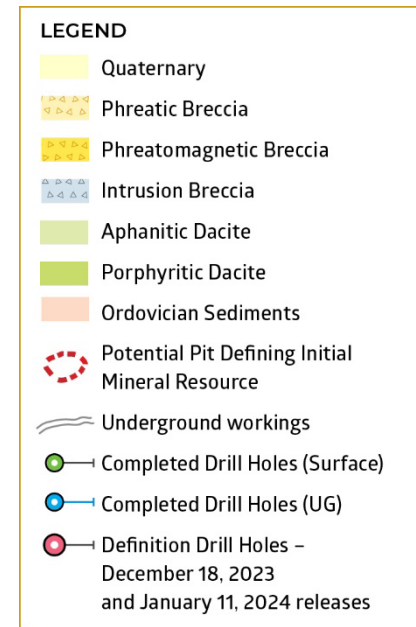 LEGEND
Quaternary
Phreatic Breccia
Phreatomagnetic Breccia
Intrusion Breccia
Aphanitic Dacite
Porphyritic Dacite
Ordovician Sediments
Potential Pit Defining Initial
Mineral Resource
Underground workings
Completed Drill Holes (Surface)
Completed Drill Holes (UG)
Definition Drill Holes –
December 18, 2023
and January 11, 2024 releases